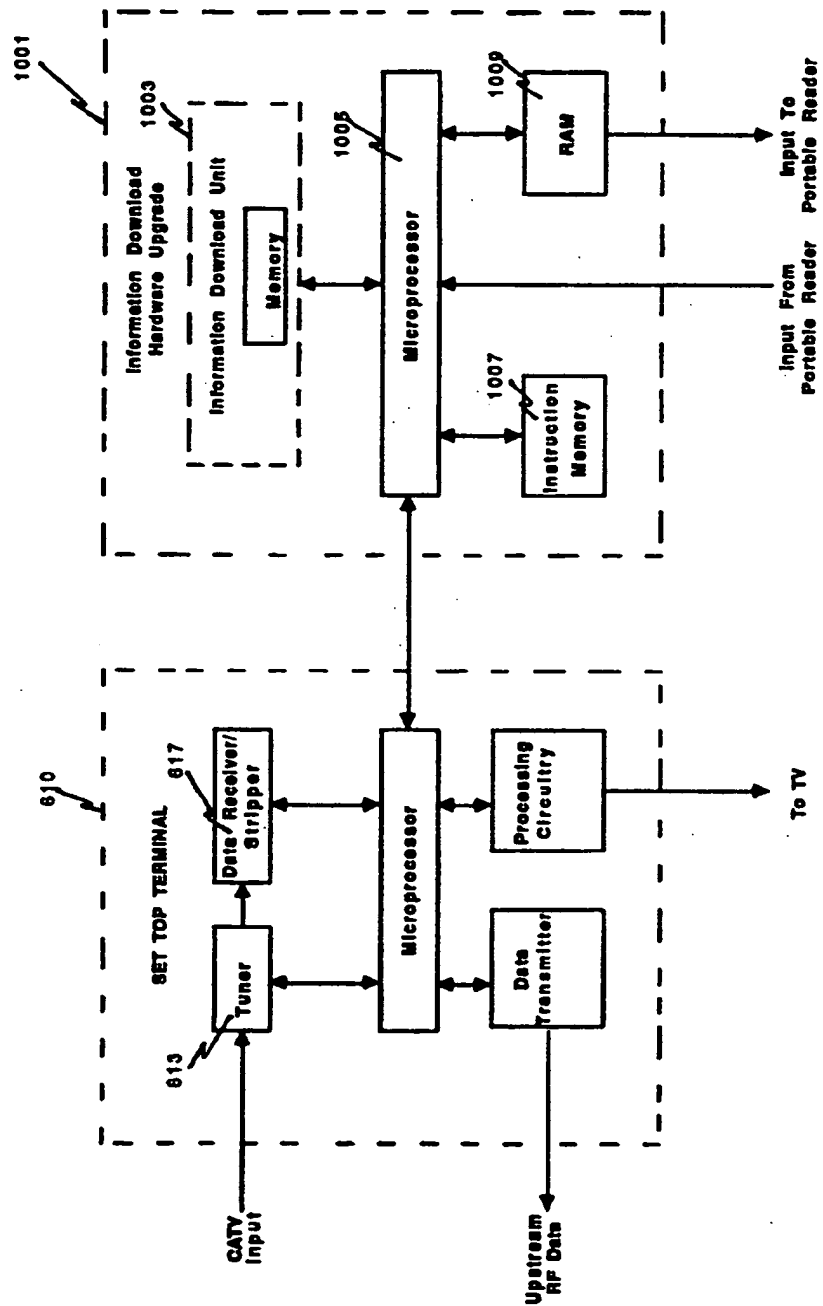 1001
Information Download
Hardware Upgrade
1003
Information Download Unit
Memory
1005
Microprocessor
1007
Instruction
Memory
1009
RAM
Input From
Portable Reader
Input To
Portable Reader
610
SET TOP TERMINAL
613
Tuner
617
Data Receiver/
Stripper
Microprocessor
Data
Transmitter
Processing
Circuitry
CATV
Input
Upstream
RF Data
To TV